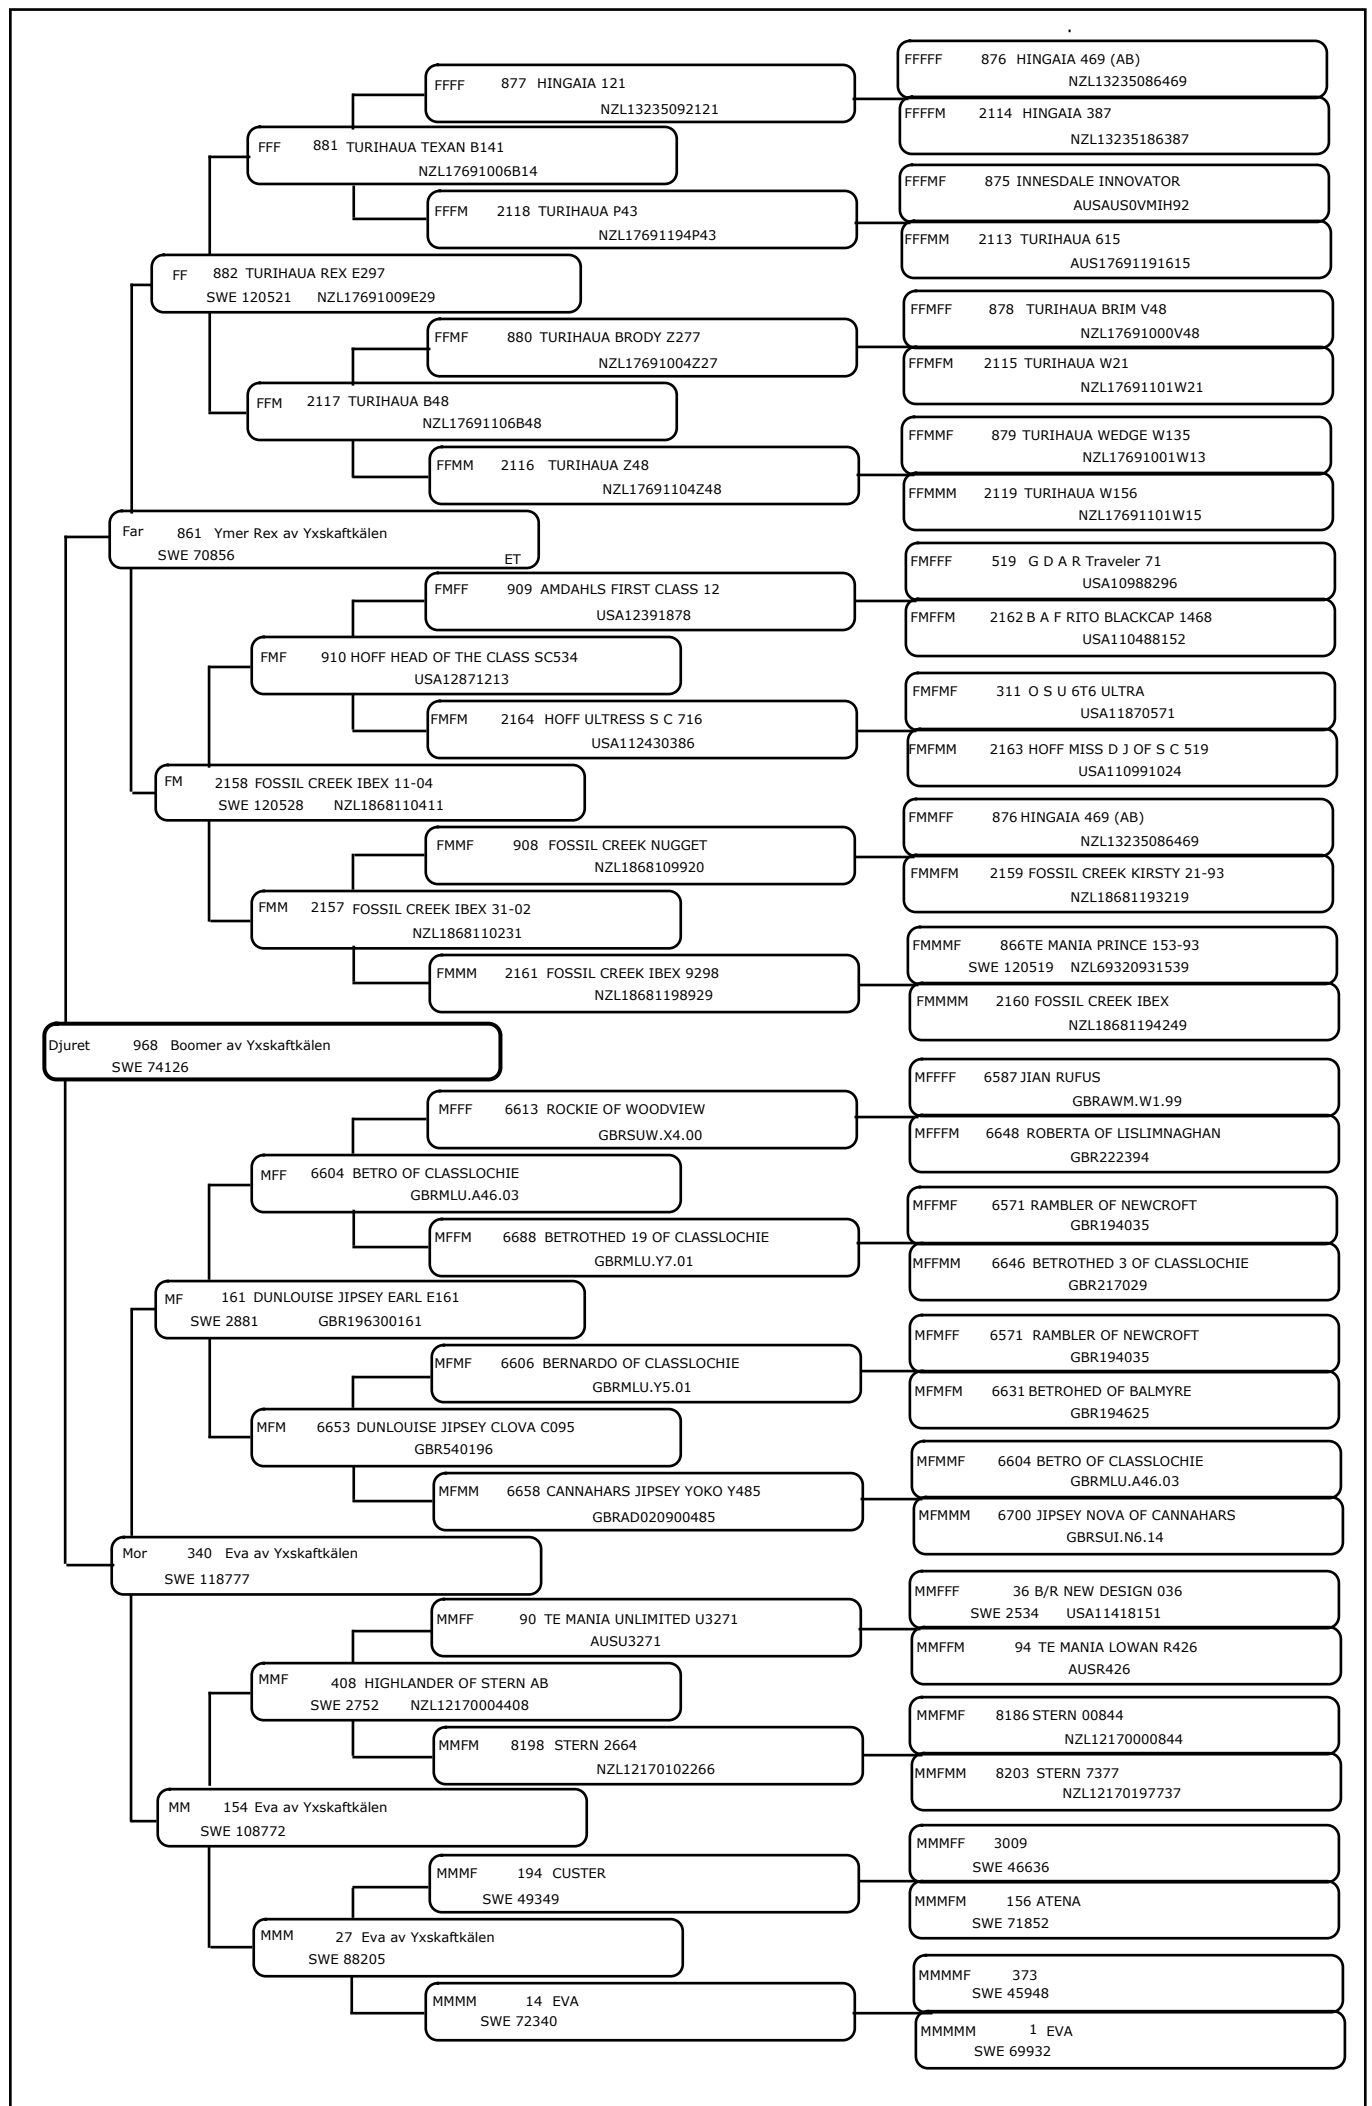 FFFFF 876 HINGAIA 469 (AB)
NZL13235086469
FFFF 877 HINGAIA 121
NZL13235092121
FFFFM 2114 HINGAIA 387
NZL13235186387
FFF 881 TURIHAUA TEXAN B141
NZL17691006B14
FFFMF 875 INNESDALE INNOVATOR
AUSAUS0VMIH92
FFFM 2118 TURIHAUA P43
NZL17691194P43
FFFMM 2113 TURIHAUA 615
AUS17691191615
FF 882 TURIHAUA REX E297
SWE 120521 NZL17691009E29
FFMFF 878 TURIHAUA BRIM V48
NZL17691000V48
FFMF 880 TURIHAUA BRODY Z277
NZL17691004Z27
FFMFM 2115 TURIHAUA W21
NZL17691101W21
FFM 2117 TURIHAUA B48
NZL17691106B48
FFMMF 879 TURIHAUA WEDGE W135
NZL17691001W13
FFMM 2116 TURIHAUA Z48
NZL17691104Z48
FFMMM 2119 TURIHAUA W156
NZL17691101W15
Far 861 Ymer Rex av Yxskaftkälen
SWE 70856 ET
FMFFF 519 G D A R Traveler 71
USA10988296
FMFF 909 AMDAHLS FIRST CLASS 12
USA12391878
FMFFM 2162 B A F RITO BLACKCAP 1468
USA110488152
FMF 910 HOFF HEAD OF THE CLASS SC534
USA12871213
FMFMF 311 O S U 6T6 ULTRA
USA11870571
FMFM 2164 HOFF ULTRESS S C 716
USA112430386
FMFMM 2163 HOFF MISS D J OF S C 519
USA110991024
FM 2158 FOSSIL CREEK IBEX 11-04
SWE 120528 NZL1868110411
FMMFF 876 HINGAIA 469 (AB)
NZL13235086469
FMMF 908 FOSSIL CREEK NUGGET
NZL1868109920
FMMFM 2159 FOSSIL CREEK KIRSTY 21-93
NZL18681193219
FMM 2157 FOSSIL CREEK IBEX 31-02
NZL1868110231
FMMMF 866TE MANIA PRINCE 153-93
SWE 120519 NZL69320931539
FMMM 2161 FOSSIL CREEK IBEX 9298
NZL18681198929
FMMMM 2160 FOSSIL CREEK IBEX
NZL18681194249
Djuret 968 Boomer av Yxskaftkälen
SWE 74126
MFFFF 6587 JIAN RUFUS
GBRAWM.W1.99
MFFF 6613 ROCKIE OF WOODVIEW
GBRSUW.X4.00
MFFFM 6648 ROBERTA OF LISLIMNAGHAN
GBR222394
MFF 6604 BETRO OF CLASSLOCHIE
GBRMLU.A46.03
MFFMF 6571 RAMBLER OF NEWCROFT
GBR194035
MFFM 6688 BETROTHED 19 OF CLASSLOCHIE
GBRMLU.Y7.01
MFFMM 6646 BETROTHED 3 OF CLASSLOCHIE
GBR217029
MF 161 DUNLOUISE JIPSEY EARL E161
SWE 2881 GBR196300161
MFMFF 6571 RAMBLER OF NEWCROFT
GBR194035
MFMF 6606 BERNARDO OF CLASSLOCHIE
GBRMLU.Y5.01
MFMFM 6631 BETROHED OF BALMYRE
GBR194625
MFM 6653 DUNLOUISE JIPSEY CLOVA C095
GBR540196
MFMMF 6604 BETRO OF CLASSLOCHIE
GBRMLU.A46.03
MFMM 6658 CANNAHARS JIPSEY YOKO Y485
GBRAD020900485
MFMMM 6700 JIPSEY NOVA OF CANNAHARS
GBRSUI.N6.14
Mor 340 Eva av Yxskaftkälen
SWE 118777
MMFFF 36 B/R NEW DESIGN 036
SWE 2534 USA11418151
MMFF 90 TE MANIA UNLIMITED U3271
AUSU3271
MMFFM 94 TE MANIA LOWAN R426
AUSR426
MMF 408 HIGHLANDER OF STERN AB
SWE 2752 NZL12170004408
MMFMF 8186 STERN 00844
NZL12170000844
MMFM 8198 STERN 2664
NZL12170102266
MMFMM 8203 STERN 7377
NZL12170197737
MM 154 Eva av Yxskaftkälen
SWE 108772
MMMFF 3009
SWE 46636
MMMF 194 CUSTER
SWE 49349
MMMFM 156 ATENA
SWE 71852
MMM 27 Eva av Yxskaftkälen
SWE 88205
MMMMF 373
SWE 45948
MMMM 14 EVA
SWE 72340
MMMMM 1 EVA
SWE 69932